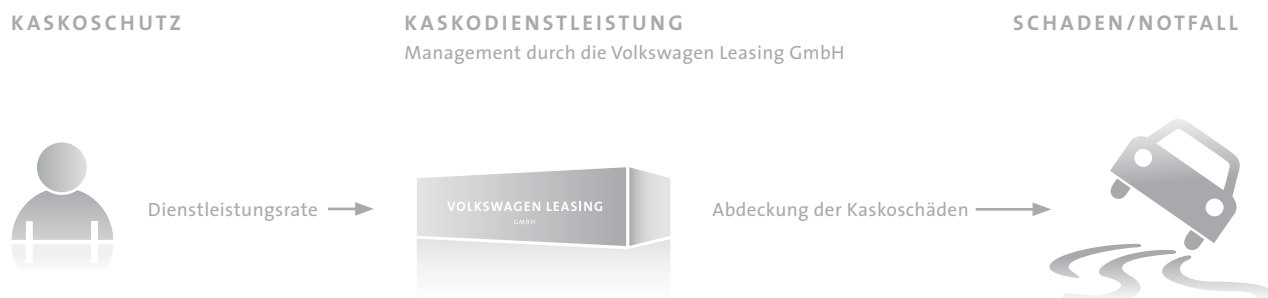 KASKOSCHUTZ
KASKODIENSTLEISTUNG
Management durch die Volkswagen Leasing GmbH
SCHADEN/NOTFALL
Dienstleistungsrate
VOLKSWAGEN LEASING
GMBH
Abdeckung der Kaskoschäden